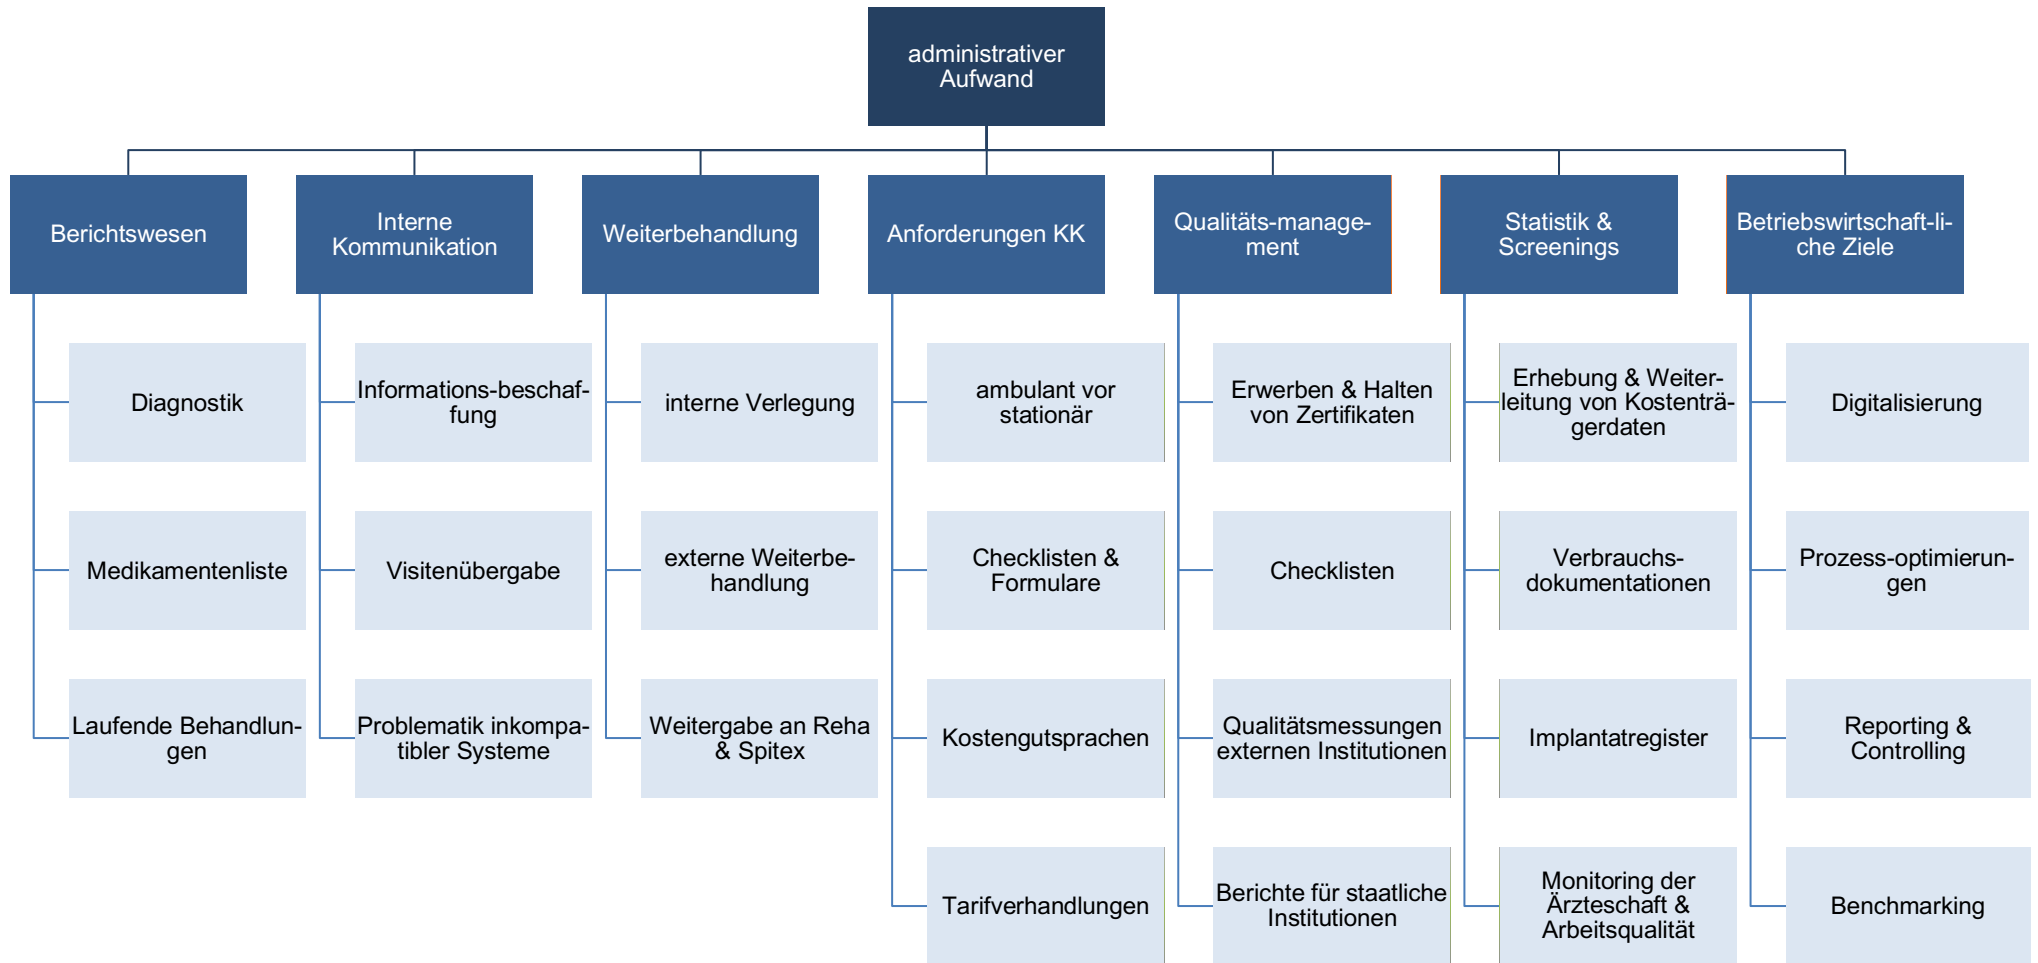 administrativer
Aufwand
Berichtswesen
Interne
Kommunikation
Weiterbehandlung
Anforderungen KK
Qualitäts-manage-
ment
Statistik &
Screenings
Betriebswirtschaft-li-
che Ziele
Diagnostik
Medikamentenliste
Laufende Behandlun-
gen
Informations-beschaf-
fung
Visitenübergabe
Problematik inkompa-
tibler Systeme
interne Verlegung
externe Weiterbe-
handlung
Weitergabe an Reha
& Spitex
ambulant vor
stationär
Checklisten &
Formulare
Kostengutsprachen
Tarifverhandlungen
Erwerben & Halten
von Zertifikaten
Checklisten
Qualitätsmessungen
externen Institutionen
Berichte für staatliche
Institutionen
Erhebung & Weiter-
leitung von Kostenträ-
gerdaten
Verbrauchs-
dokumentationen
Implantatregister
Monitoring der
Ärzteschaft &
Arbeitsqualität
Digitalisierung
Prozess-optimierun-
gen
Reporting &
Controlling
Benchmarking